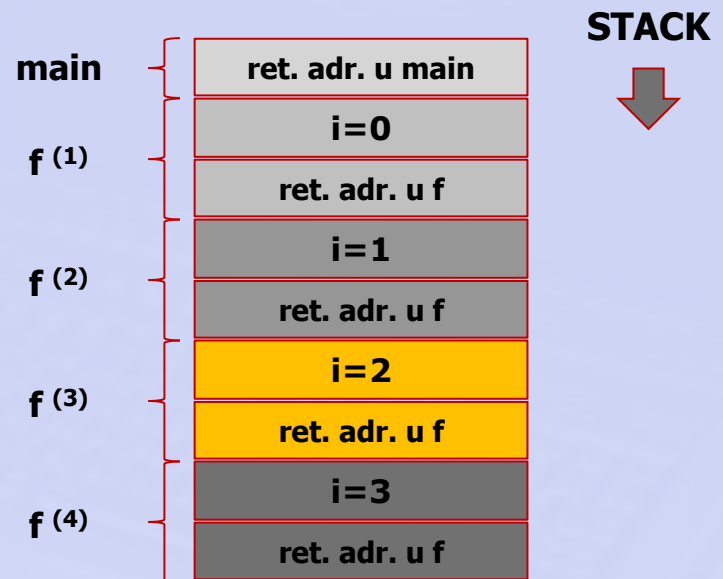 STACK
main
ret. adr. u main
f (1)
i=0
ret. adr. u f
f (2)
i=1
ret. adr. u f
f (3)
i=2
ret. adr. u f
f (4)
i=3
ret. adr. u f